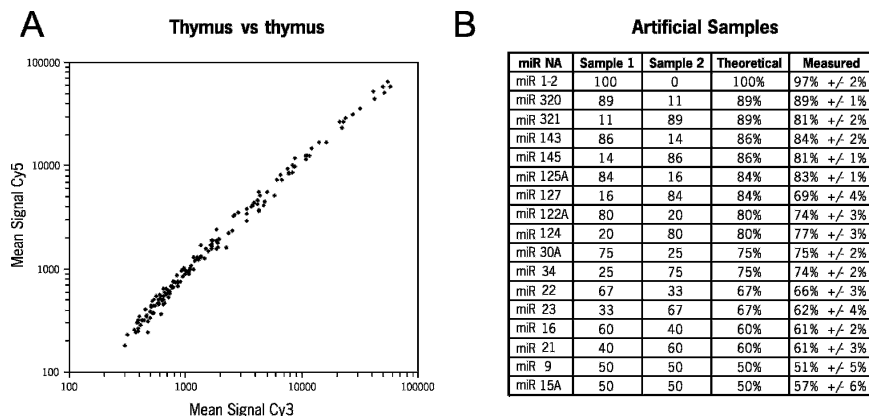 A
Thymus vs thymus
Mean Signal Cy5
100000
10000
1000
100
100
1000
10000
100000
Mean Signal Cy3
B
Artificial Samples
miR NA Sample 1 Sample 2 Theoretical Measured
miR 1-2 100 0 100% 97% +/- 2%
miR 320 89 11 89% 89% +/- 1%
miR 321 11 89 89% 81% +/- 2%
miR 143 86 14 86% 84% +/- 2%
miR 145 14 86 86% 81% +/- 1%
miR 125A 84 16 84% 83% +/- 1%
miR 127 16 84 84% 69% +/- 4%
miR 122A 80 20 80% 74% +/- 3%
miR 124 20 80 80% 77% +/- 3%
miR 30A 75 25 75% 75% +/- 2%
miR 34 25 75 75% 74% +/- 2%
miR 22 67 33 67% 66% +/- 3%
miR 23 33 67 67% 62% +/- 4%
miR 16 60 40 60% 61% +/- 2%
miR 21 40 60 60% 61% +/- 3%
miR 9 50 50 50% 51% +/- 5%
miR 15A 50 50 50% 57% +/- 6%